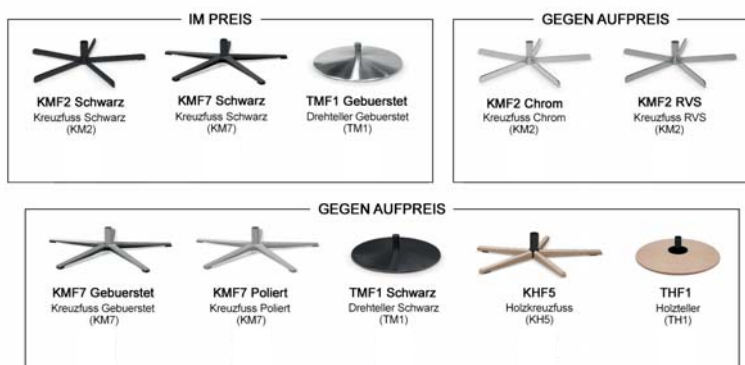 IM PREIS
KMF2 Schwarz
Kreuzfuss Schwarz
(KM2)
KMF7 Schwarz
Kreuzfuss Schwarz
(KM7)
TMF1 Gebuerstet
Drehteller Gebuerstet
(TM1)
GEGEN AUFPREIS
KMF2 Chrom
Kreuzfuss Chrom
(KM2)
KMF2 RVS
Kreuzfuss RVS
(KM2)
GEGEN AUFPREIS
KMF7 Gebuerstet
Kreuzfuss Gebuerstet
(KM7)
KMF7 Poliert
Kreuzfuss Poliert
(KM7)
TMF1 Schwarz
Drehteller Schwarz
(TM1)
KHF5
Holzkreuzfuss
(KH5)
THF1
Holzteller
(TH1)